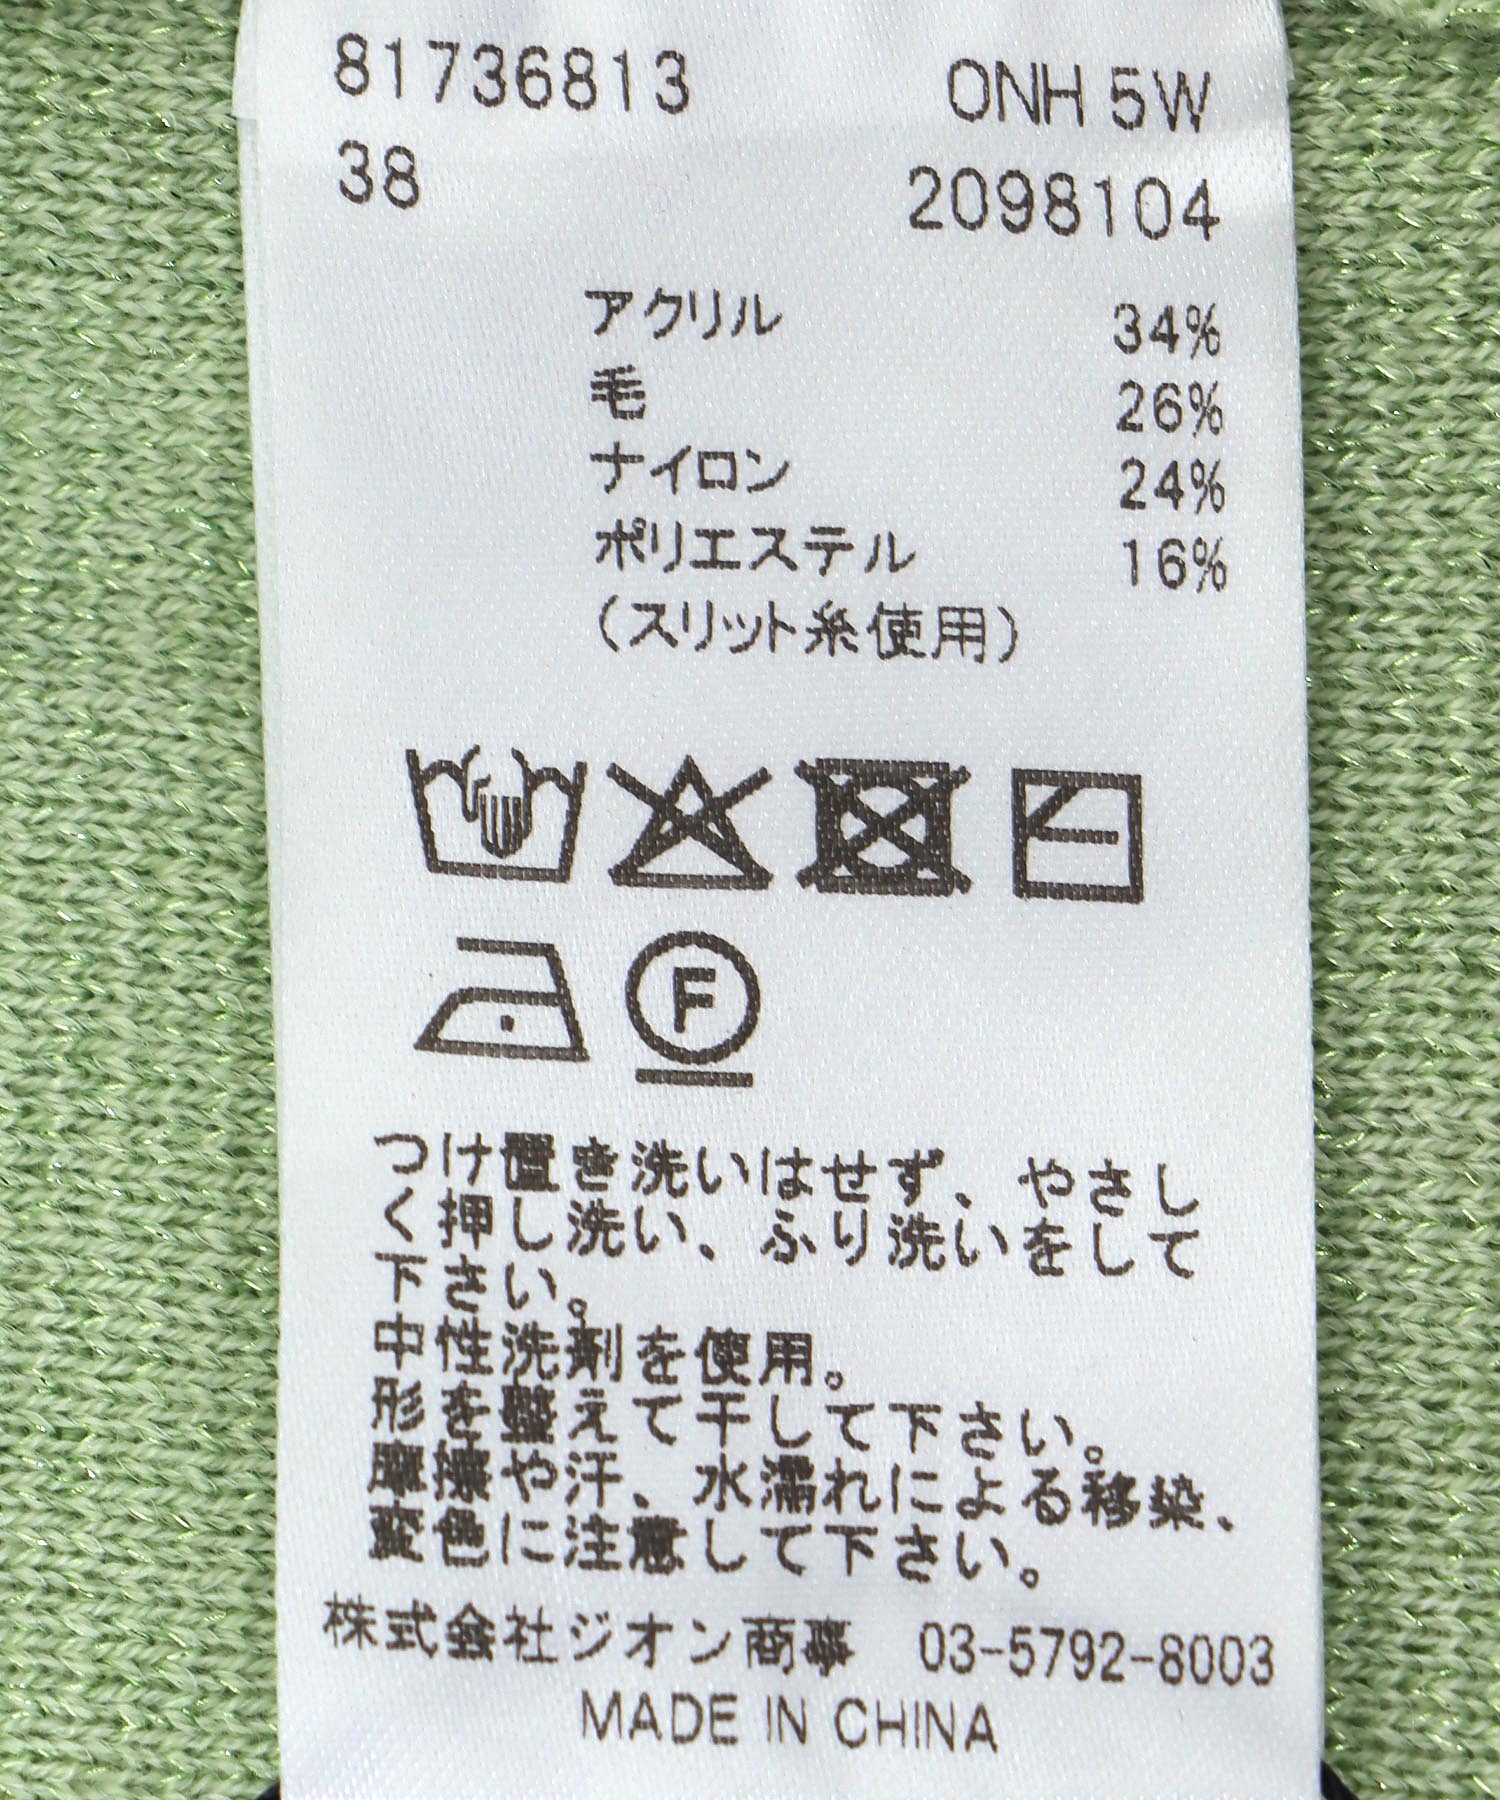 81736813 ONH 5W
38 2098104
アクリル 34%
毛 26%
ナイロン 24%
ポリエステル 16%
(スリット糸使用)
F
つけ置き洗いはせず、やさし
く押し洗い、ふり洗いをして
下さい。
中性洗剤を使用。
形を整えて干して下さい。
摩擦や汗、水濡れによる移染、
変色に注意して下さい。
株式会社ジオン商事 03-5792-8003
MADE IN CHINA